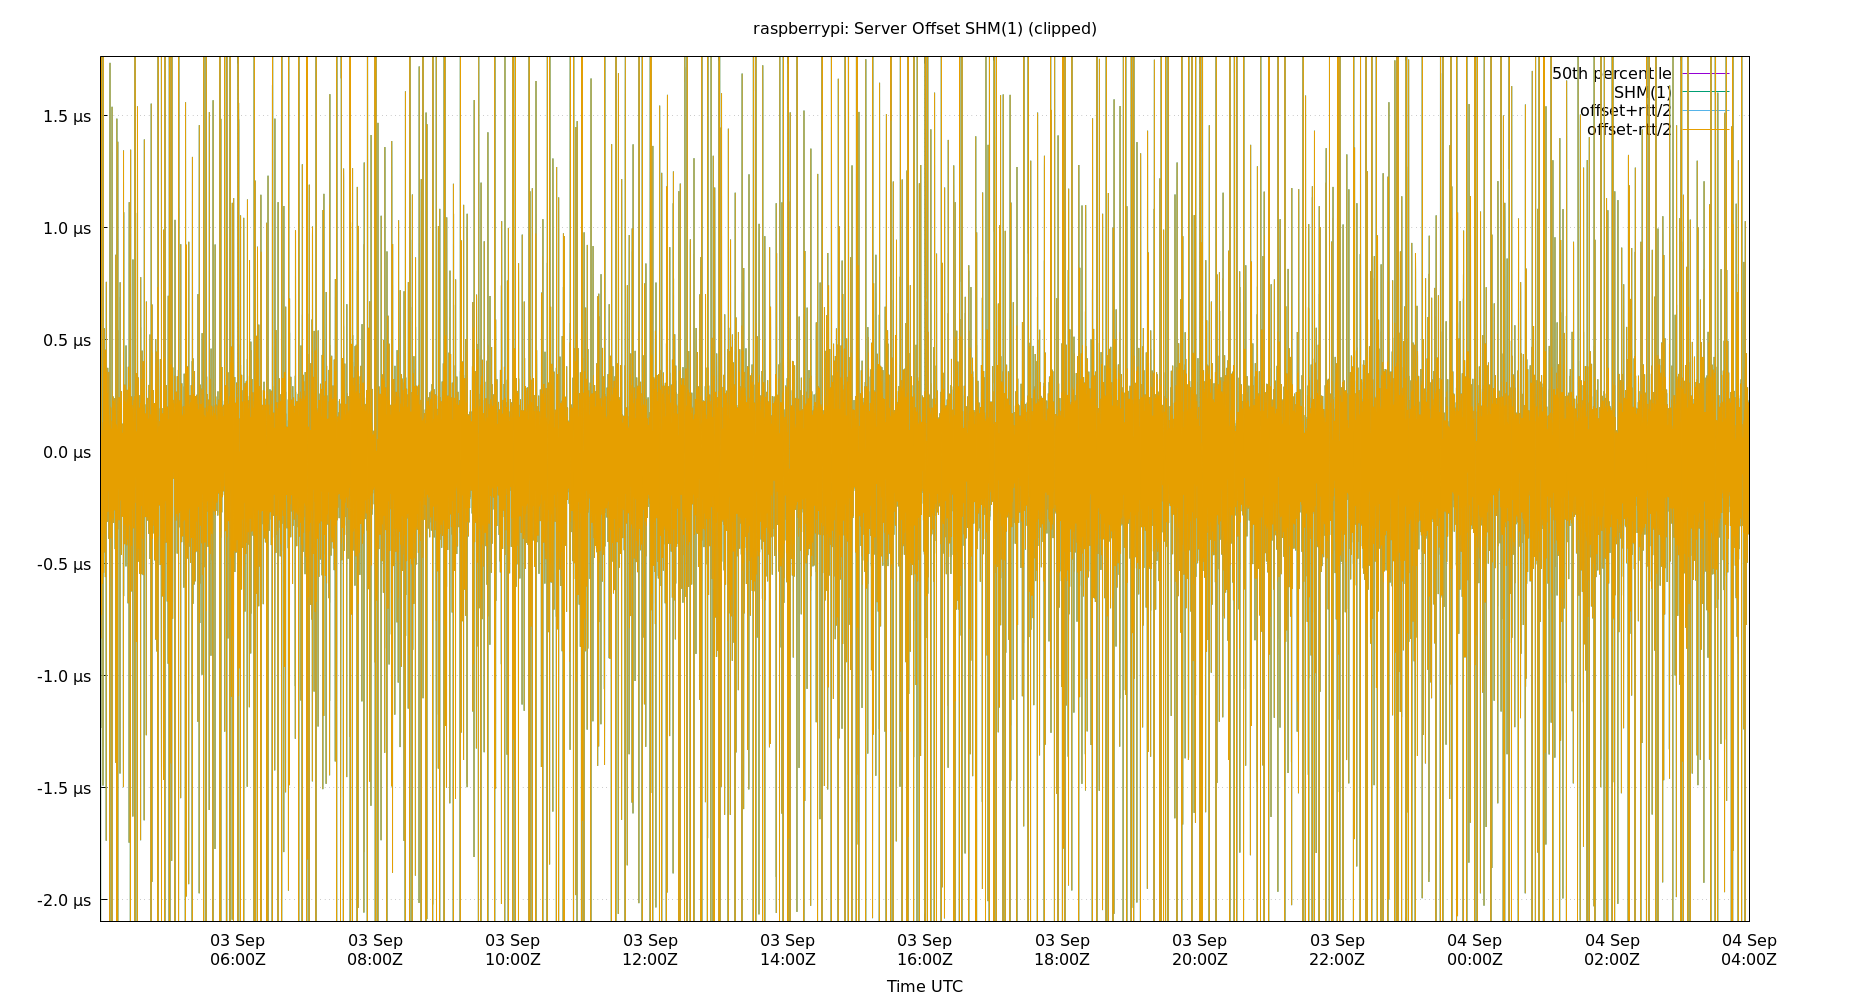 raspberrypi: Server Offset SHM(1) (clipped)
50th percentile
SHM(1)
offset+rtt/2
offset-rtt/2
1.5 µs
1.0 µs
0.5 µs
0.0 µs
-0.5 µs
-1.0 µs
-1.5 µs
-2.0 µs
03 Sep 03 Sep 03 Sep 03 Sep 03 Sep 03 Sep 03 Sep 03 Sep 03 Sep 04 Sep 04 Sep 04 Sep
06:00Z 08:00Z 10:00Z 12:00Z 14:00Z 16:00Z 18:00Z 20:00Z 22:00Z 00:00Z 02:00Z 04:00Z
Time UTC